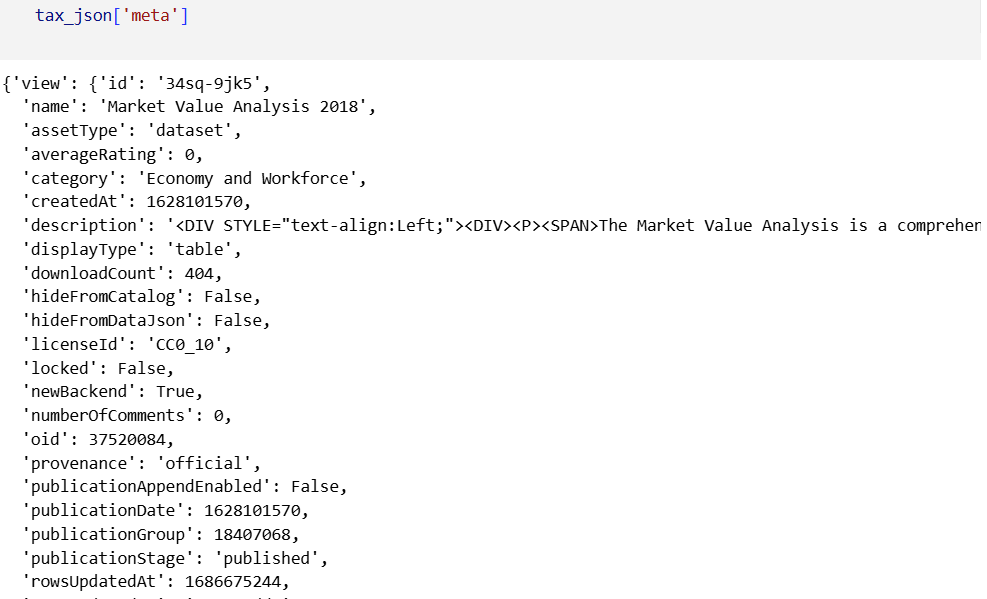 tax_json['meta']
{'view': {'id': '34sq-9jk5',
'name': 'Market Value Analysis 2018',
'assetType': 'dataset',
'averageRating': 0,
'category': 'Economy and Workforce',
'createdAt': 1628101570,
'description': '<DIV STYLE="text-align:Left;"><DIV><P><SPAN>The Market Value Analysis is a comprehen
'displayType': 'table',
'downloadCount': 404,
'hideFromCatalog': False,
'hideFromDataJson': False,
'licenseId': 'CC0_10',
'locked': False,
'newBackend': True,
'numberOfComments': 0,
'oid': 37520084,
'provenance': 'official',
'publicationAppendEnabled': False,
'publicationDate': 1628101570,
'publicationGroup': 18407068,
'publicationStage': 'published',
'rowsUpdatedAt': 1686675244,